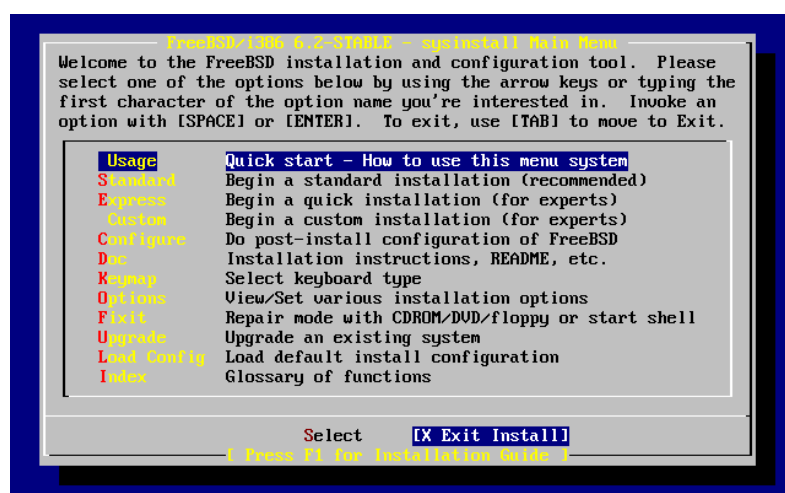 FreeBSD/i386 6.2-STABLE - sysinstall Main Menu
Welcome to the FreeBSD installation and configuration tool.  Please
select one of the options below by using the arrow keys or typing the
first character of the option name you're interested in.  Invoke an
option with [SPACE] or [ENTER].  To exit, use [TAB] to move to Exit.
Usage Quick start - How to use this menu system
Standard Begin a standard installation (recommended)
Express Begin a quick installation (for experts)
Custom Begin a custom installation (for experts)
Configure Do post-install configuration of FreeBSD
Doc Installation instructions, README, etc.
Keymap Select keyboard type
Options View/Set various installation options
Fixit Repair mode with CDROM/DVD/floppy or start shell
Upgrade Upgrade an existing system
Load Config Load default install configuration
Index Glossary of functions
Select [X Exit Install]
[ Press F1 for Installation Guide ]